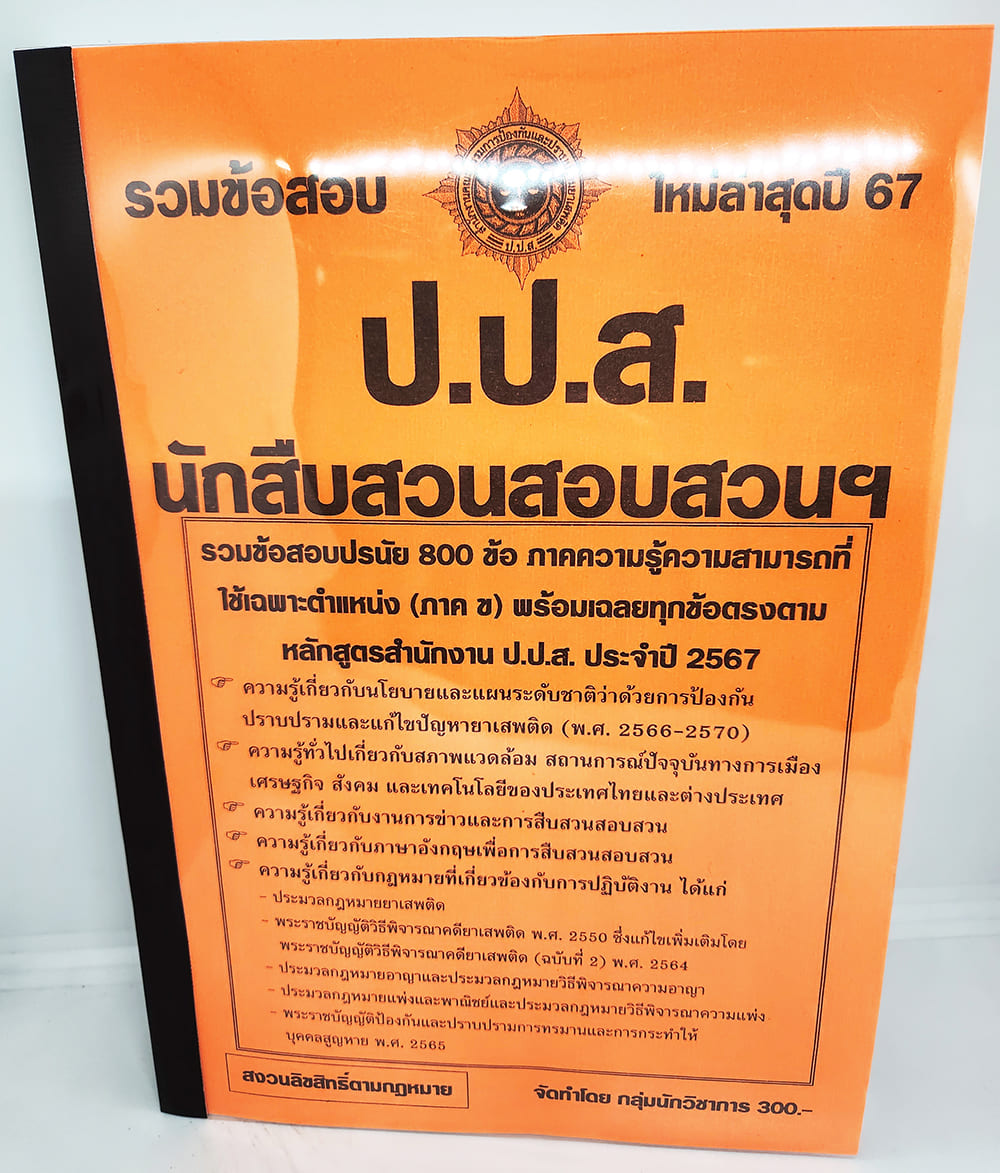 รวมข้อสอบ
ใหม่ล่าสุดปี 67
ป.ป.ส.
ป.ป.ส.
นักสืบสวนสอบสวนฯ
รวมข้อสอบปรนัย 800 ข้อ ภาคความรู้ความสามารถที่
ใช้เฉพาะตำแหน่ง (ภาค ข) พร้อมเฉลยทุกข้อตรงตาม
หลักสูตรสำนักงาน ป.ป.ส. ประจำปี 2567
ความรู้เกี่ยวกับนโยบายและแผนระดับชาติว่าด้วยการป้องกัน
ปราบปรามและแก้ไขปัญหายาเสพติด (พ.ศ. 2566-2570)
ความรู้ทั่วไปเกี่ยวกับสภาพแวดล้อม สถานการณ์ปัจจุบันทางการเมือง
เศรษฐกิจ สังคม และเทคโนโลยีของประเทศไทยและต่างประเทศ
ความรู้เกี่ยวกับงานการข่าวและการสืบสวนสอบสวน
ความรู้เกี่ยวกับภาษาอังกฤษเพื่อการสืบสวนสอบสวน
ความรู้เกี่ยวกับกฎหมายที่เกี่ยวข้องกับการปฏิบัติงาน ได้แก่
- ประมวลกฎหมายยาเสพติด
- พระราชบัญญัติวิธีพิจารณาคดียาเสพติด พ.ศ. 2550 ซึ่งแก้ไขเพิ่มเติมโดย
พระราชบัญญัติวิธีพิจารณาคดียาเสพติด (ฉบับที่ 2) พ.ศ. 2564
- ประมวลกฎหมายอาญาและประมวลกฎหมายวิธีพิจารณาความอาญา
- ประมวลกฎหมายแพ่งและพาณิชย์และประมวลกฎหมายวิธีพิจารณาความแพ่ง
- พระราชบัญญัติป้องกันและปราบปรามการทรมานและการกระทำให้
บุคคลสูญหาย พ.ศ. 2565
สงวนลิขสิทธิ์ตามกฎหมาย
จัดทำโดย กลุ่มนักวิชาการ 300.-